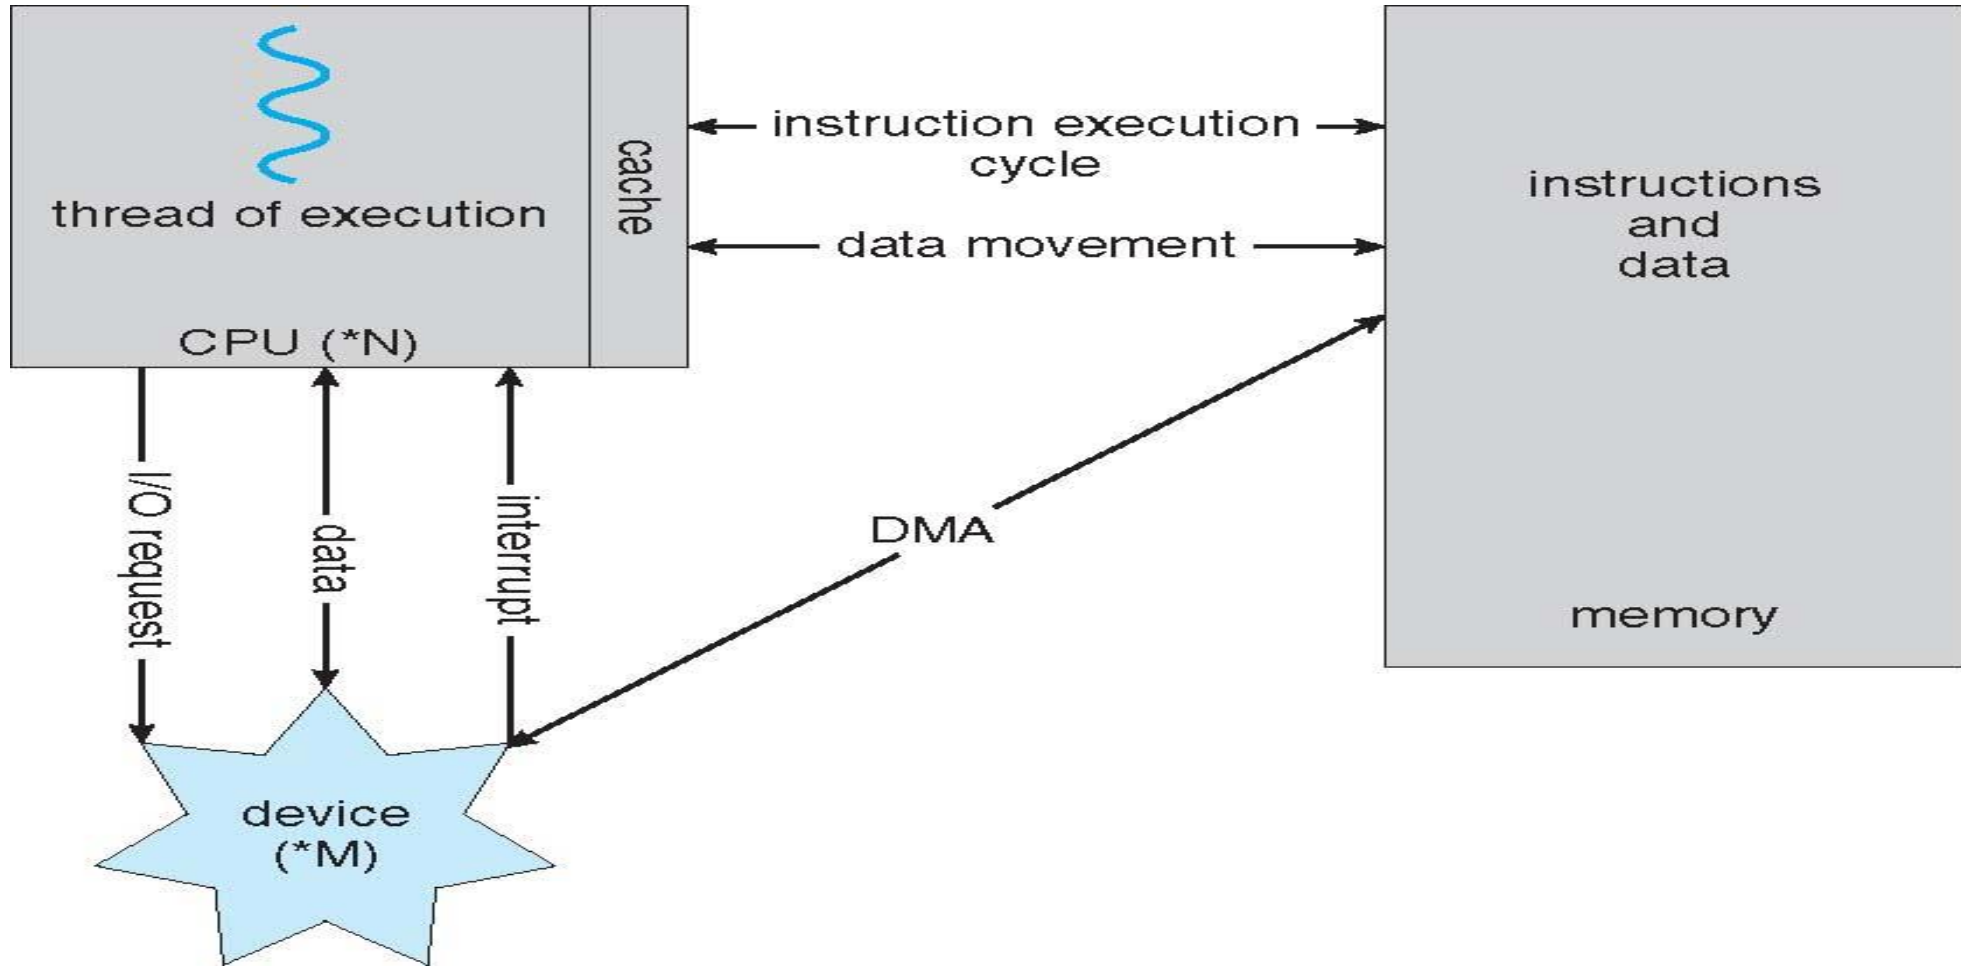 thread of execution
CPU (*N)
cache
instruction execution
cycle
data movement
instructions
and
data
memory
I/O request
data
interrupt
DMA
device
(*M)